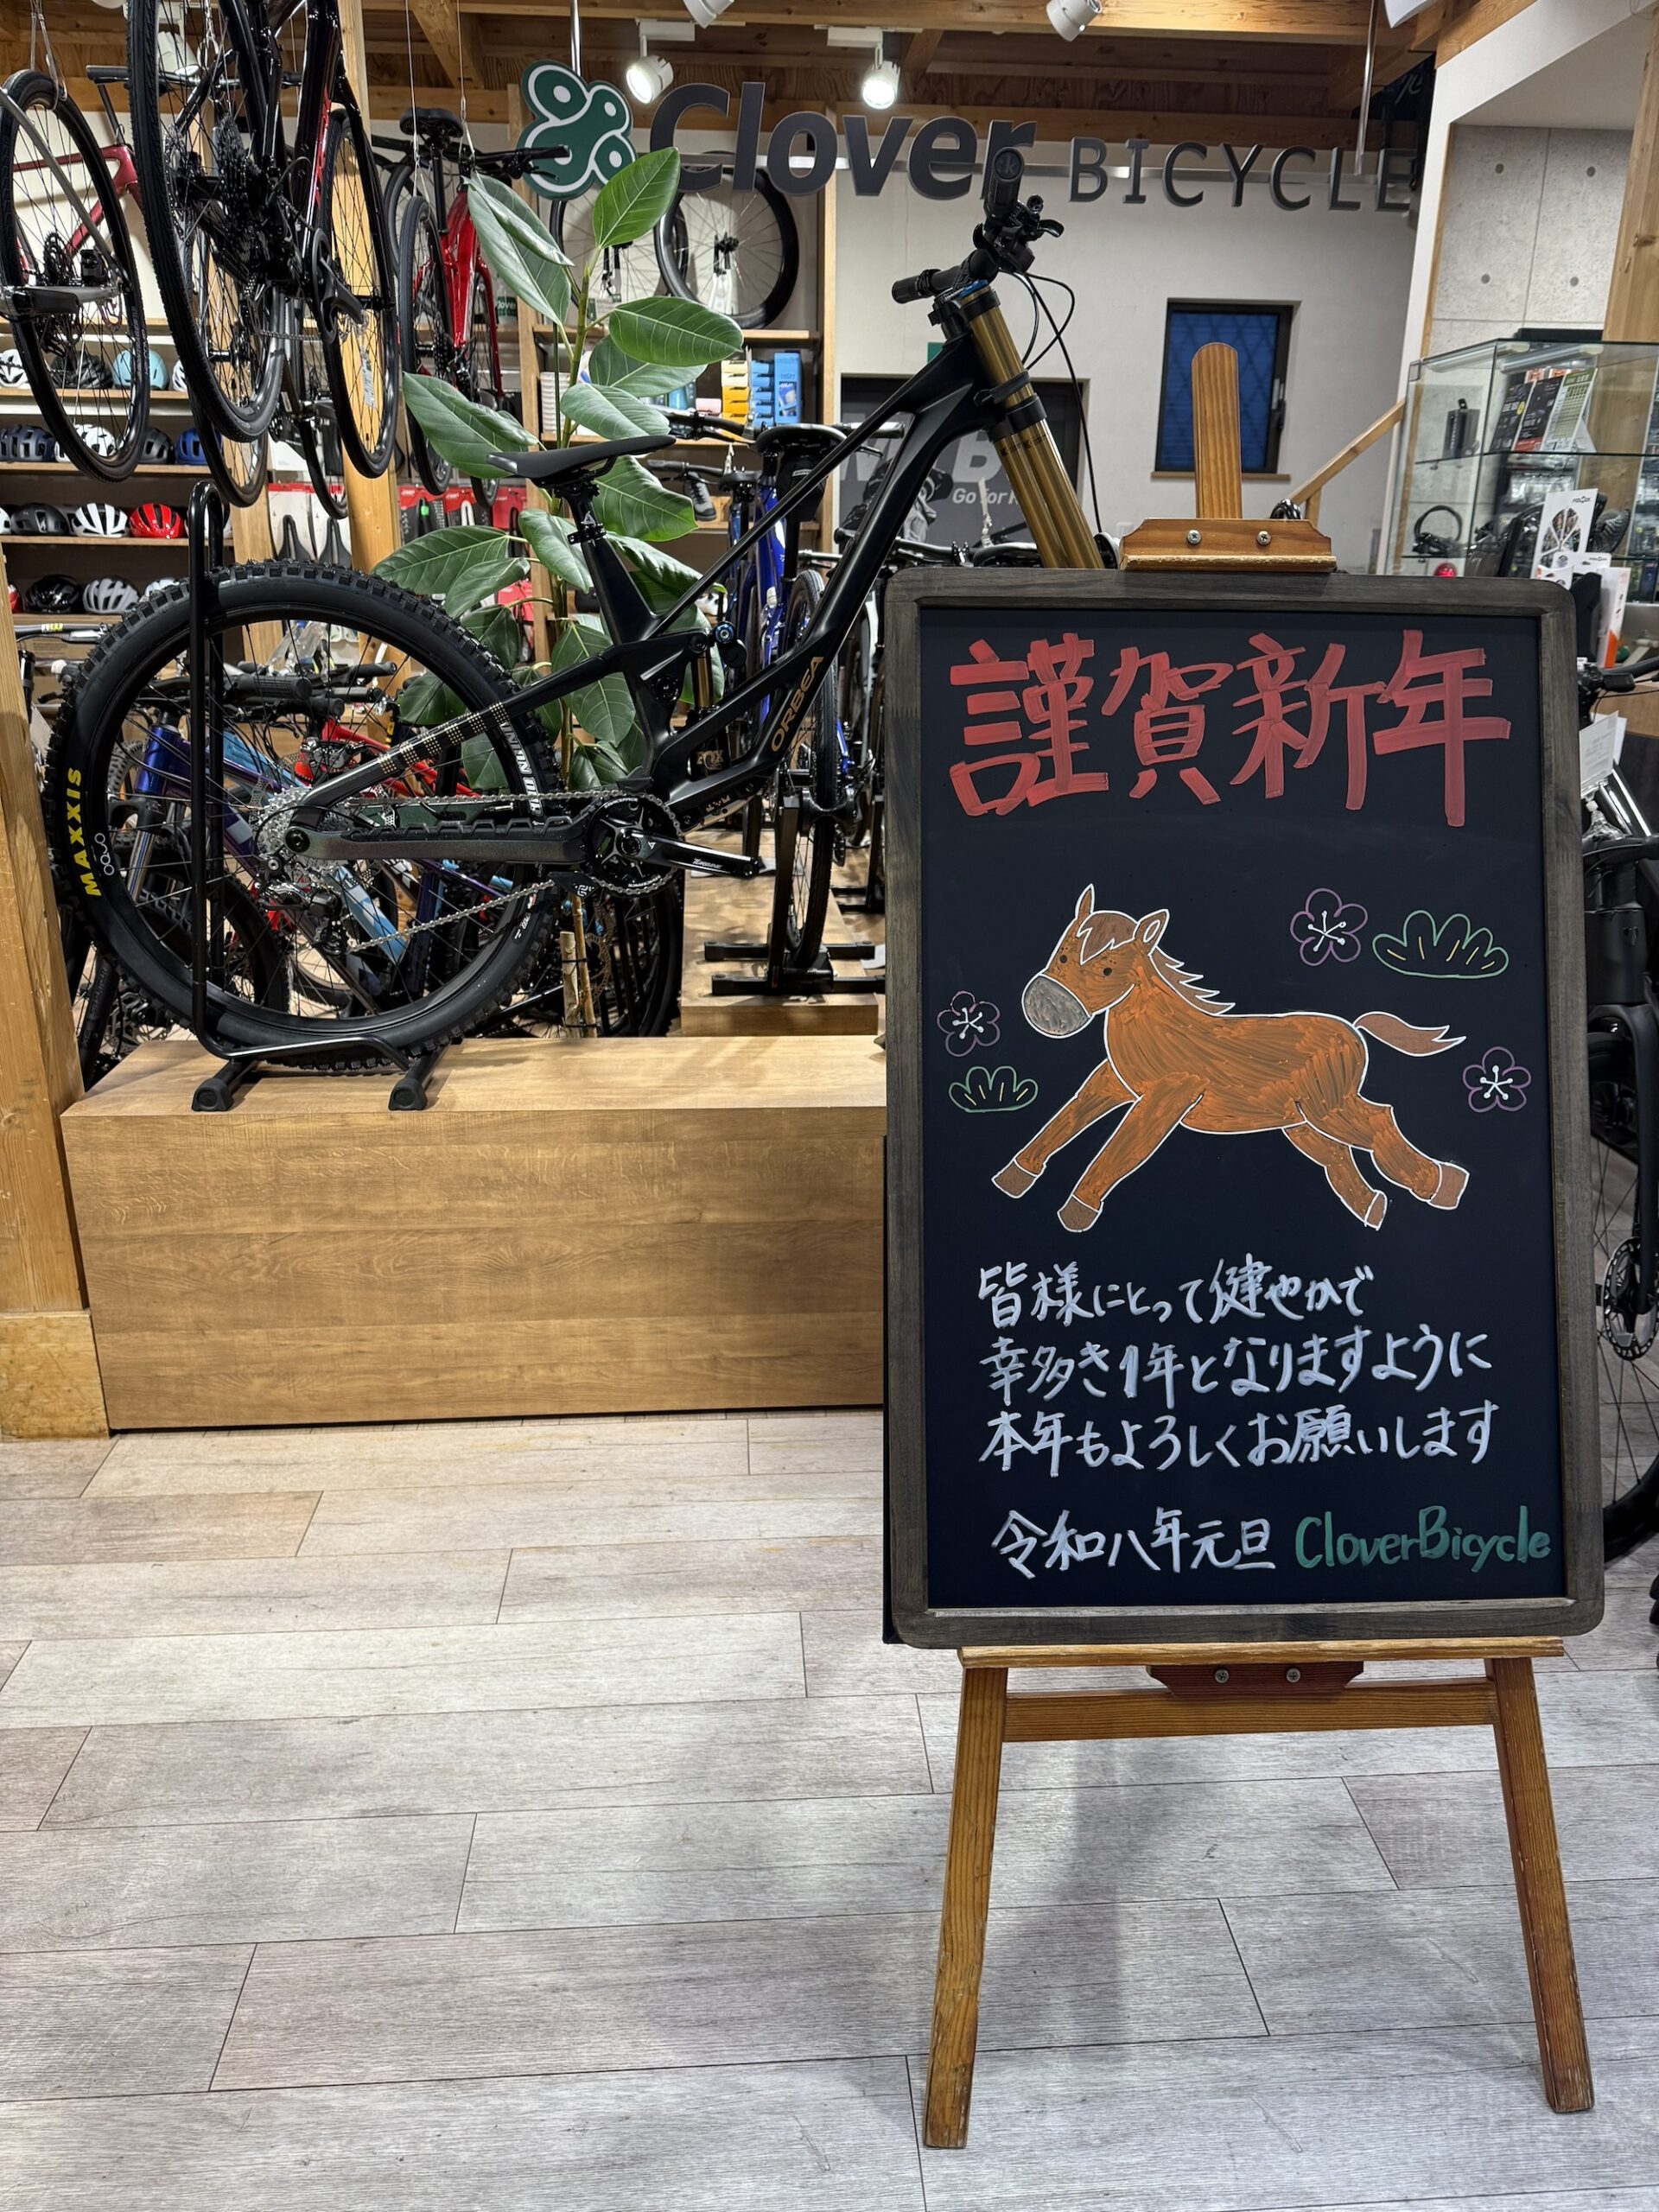 Clover BICYCLE
Go for
ORBEA
MAXXIS
謹賀新年
皆様にとって健やかで
幸多き1年となりますように
本年もよろしくお願いします
令和八年元旦 CloverBicycle